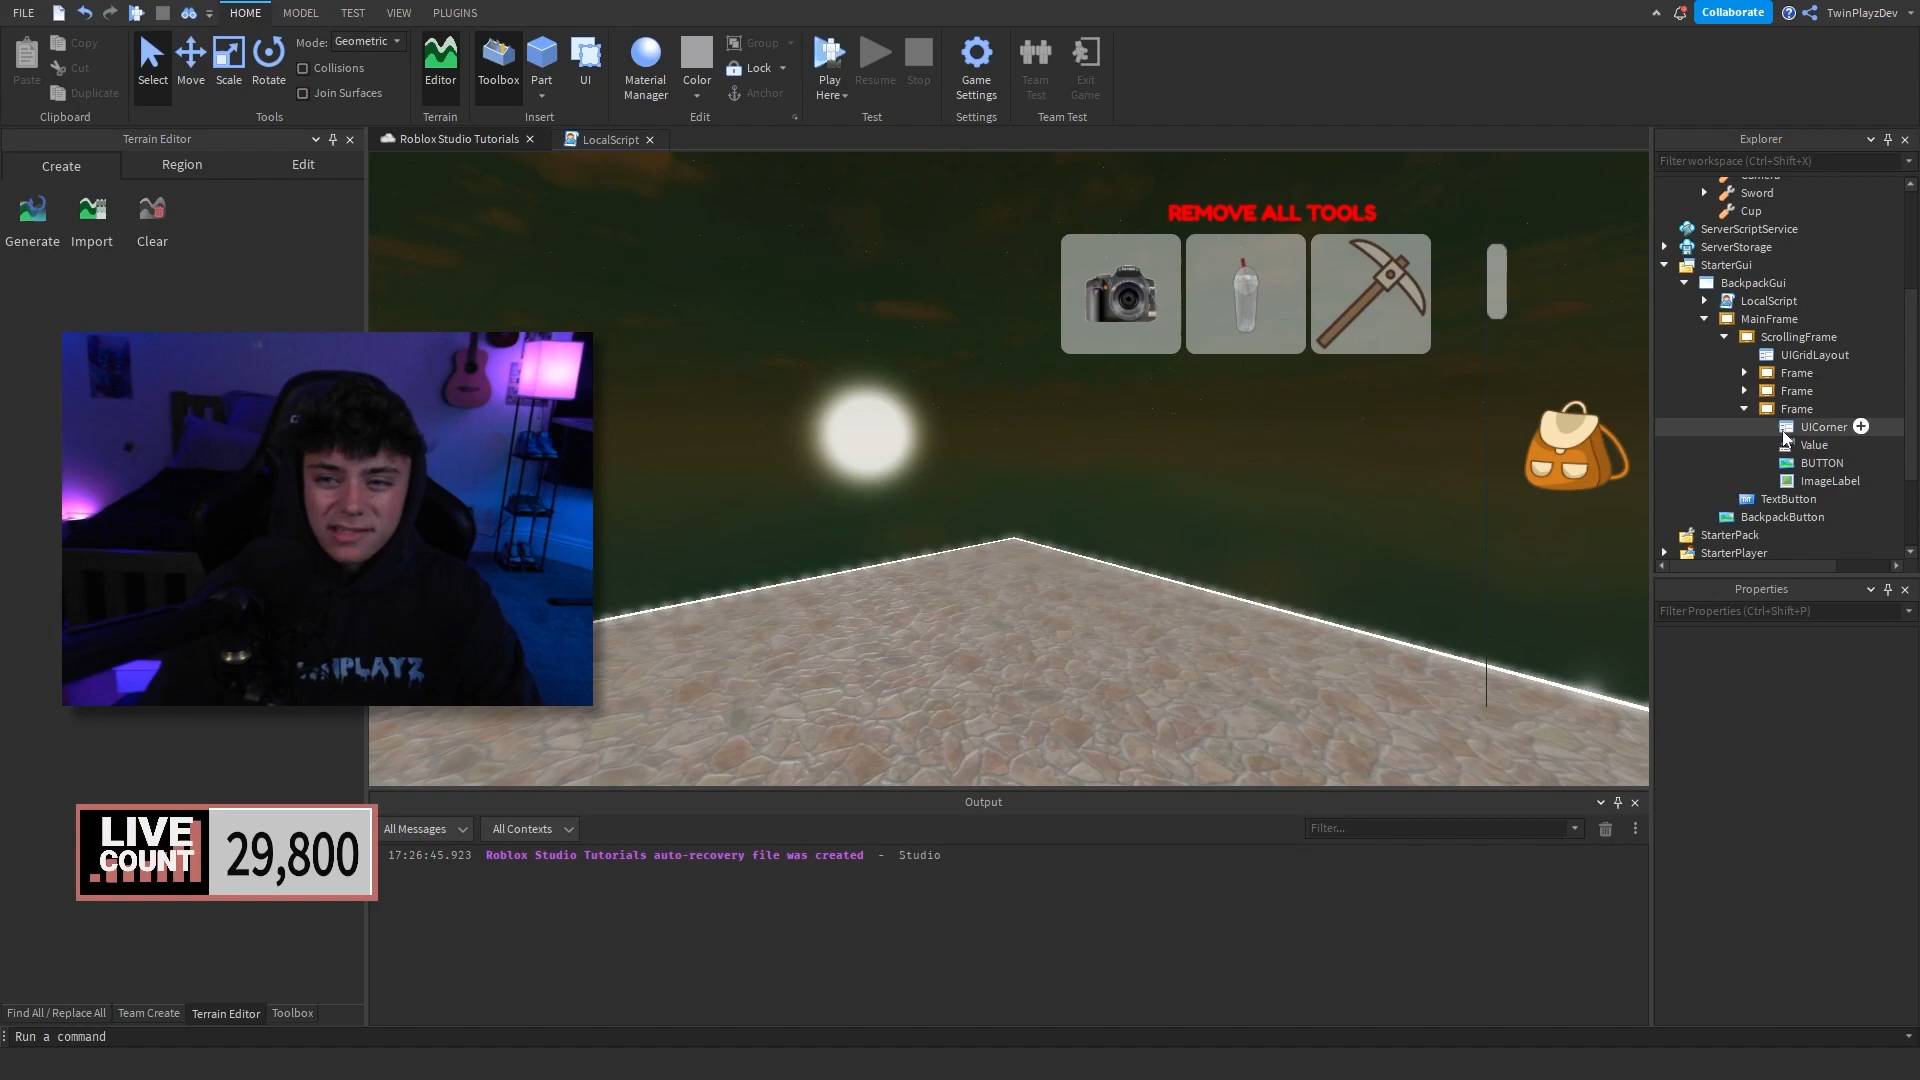 FILE
HOME
MODEL
TEST
VIEW
PLUGINS
Collaborate
TwinPlayzDev
Paste
Copy
Cut
Duplicate
Clipboard
Select
Move
Scale
Rotate
Mode: Geometric
Collisions
Join Surfaces
Tools
Editor
Terrain
Toolbox
Part
UI
Insert
Material Manager
Color
Group
Lock
Anchor
Edit
Play Here
Resume
Stop
Test
Game Settings
Settings
Team Test
Exit Game
Team Test
Terrain Editor
Create
Region
Edit
Generate
Import
Clear
Roblox Studio Tutorials
LocalScript
REMOVE ALL TOOLS
Explorer
Filter workspace (Ctrl+Shift+X)
Sword
Cup
ServerScriptService
ServerStorage
StarterGui
BackpackGui
LocalScript
MainFrame
ScrollingFrame
UIGridLayout
Frame
Frame
Frame
UICorner
Value
BUTTON
ImageLabel
TextButton
BackpackButton
StarterPack
StarterPlayer
Properties
Filter Properties (Ctrl+Shift+P)
LIVE
COUNT
29,800
Output
All Messages
All Contexts
Filter...
17:26:45.923 Roblox Studio Tutorials auto-recovery file was created - Studio
Find All / Replace All
Team Create
Terrain Editor
Toolbox
Run a command